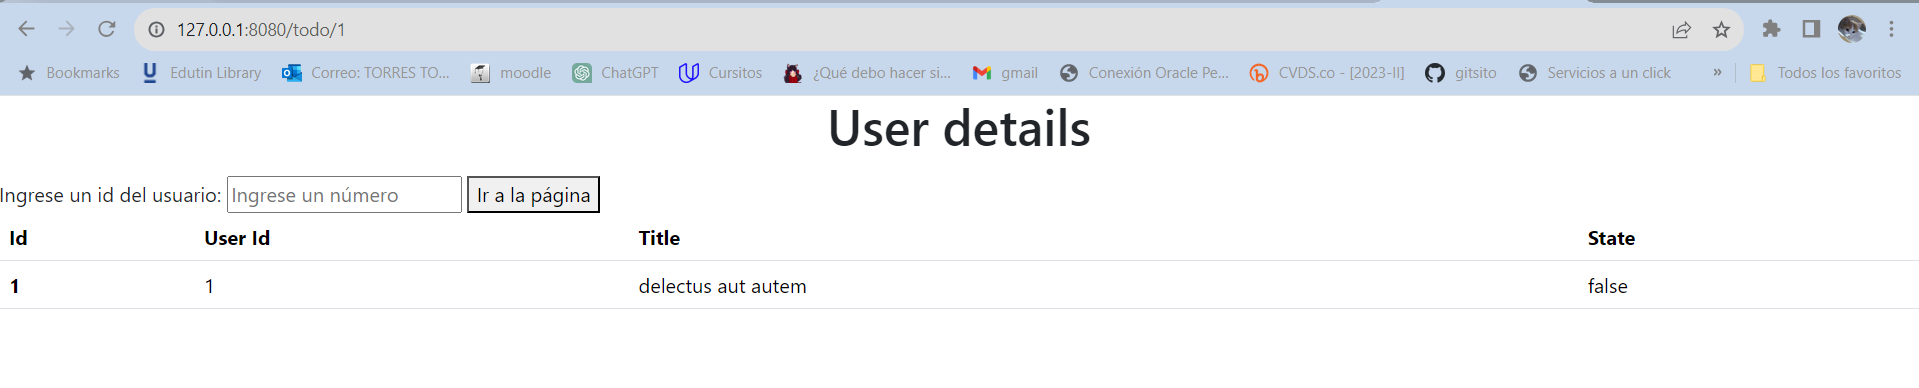 127.0.0.1:8080/todo/1
Bookmarks Edutin Library Correo: TORRES TO... moodle ChatGPT Cursitos ¿Qué debo hacer si... gmail Conexión Oracle Pe... CVDS.co - [2023-II] gitsito Servicios a un click » Todos los favoritos
User details
Ingrese un id del usuario: Ingrese un número Ir a la página
Id User Id Title State
1 1 delectus aut autem false